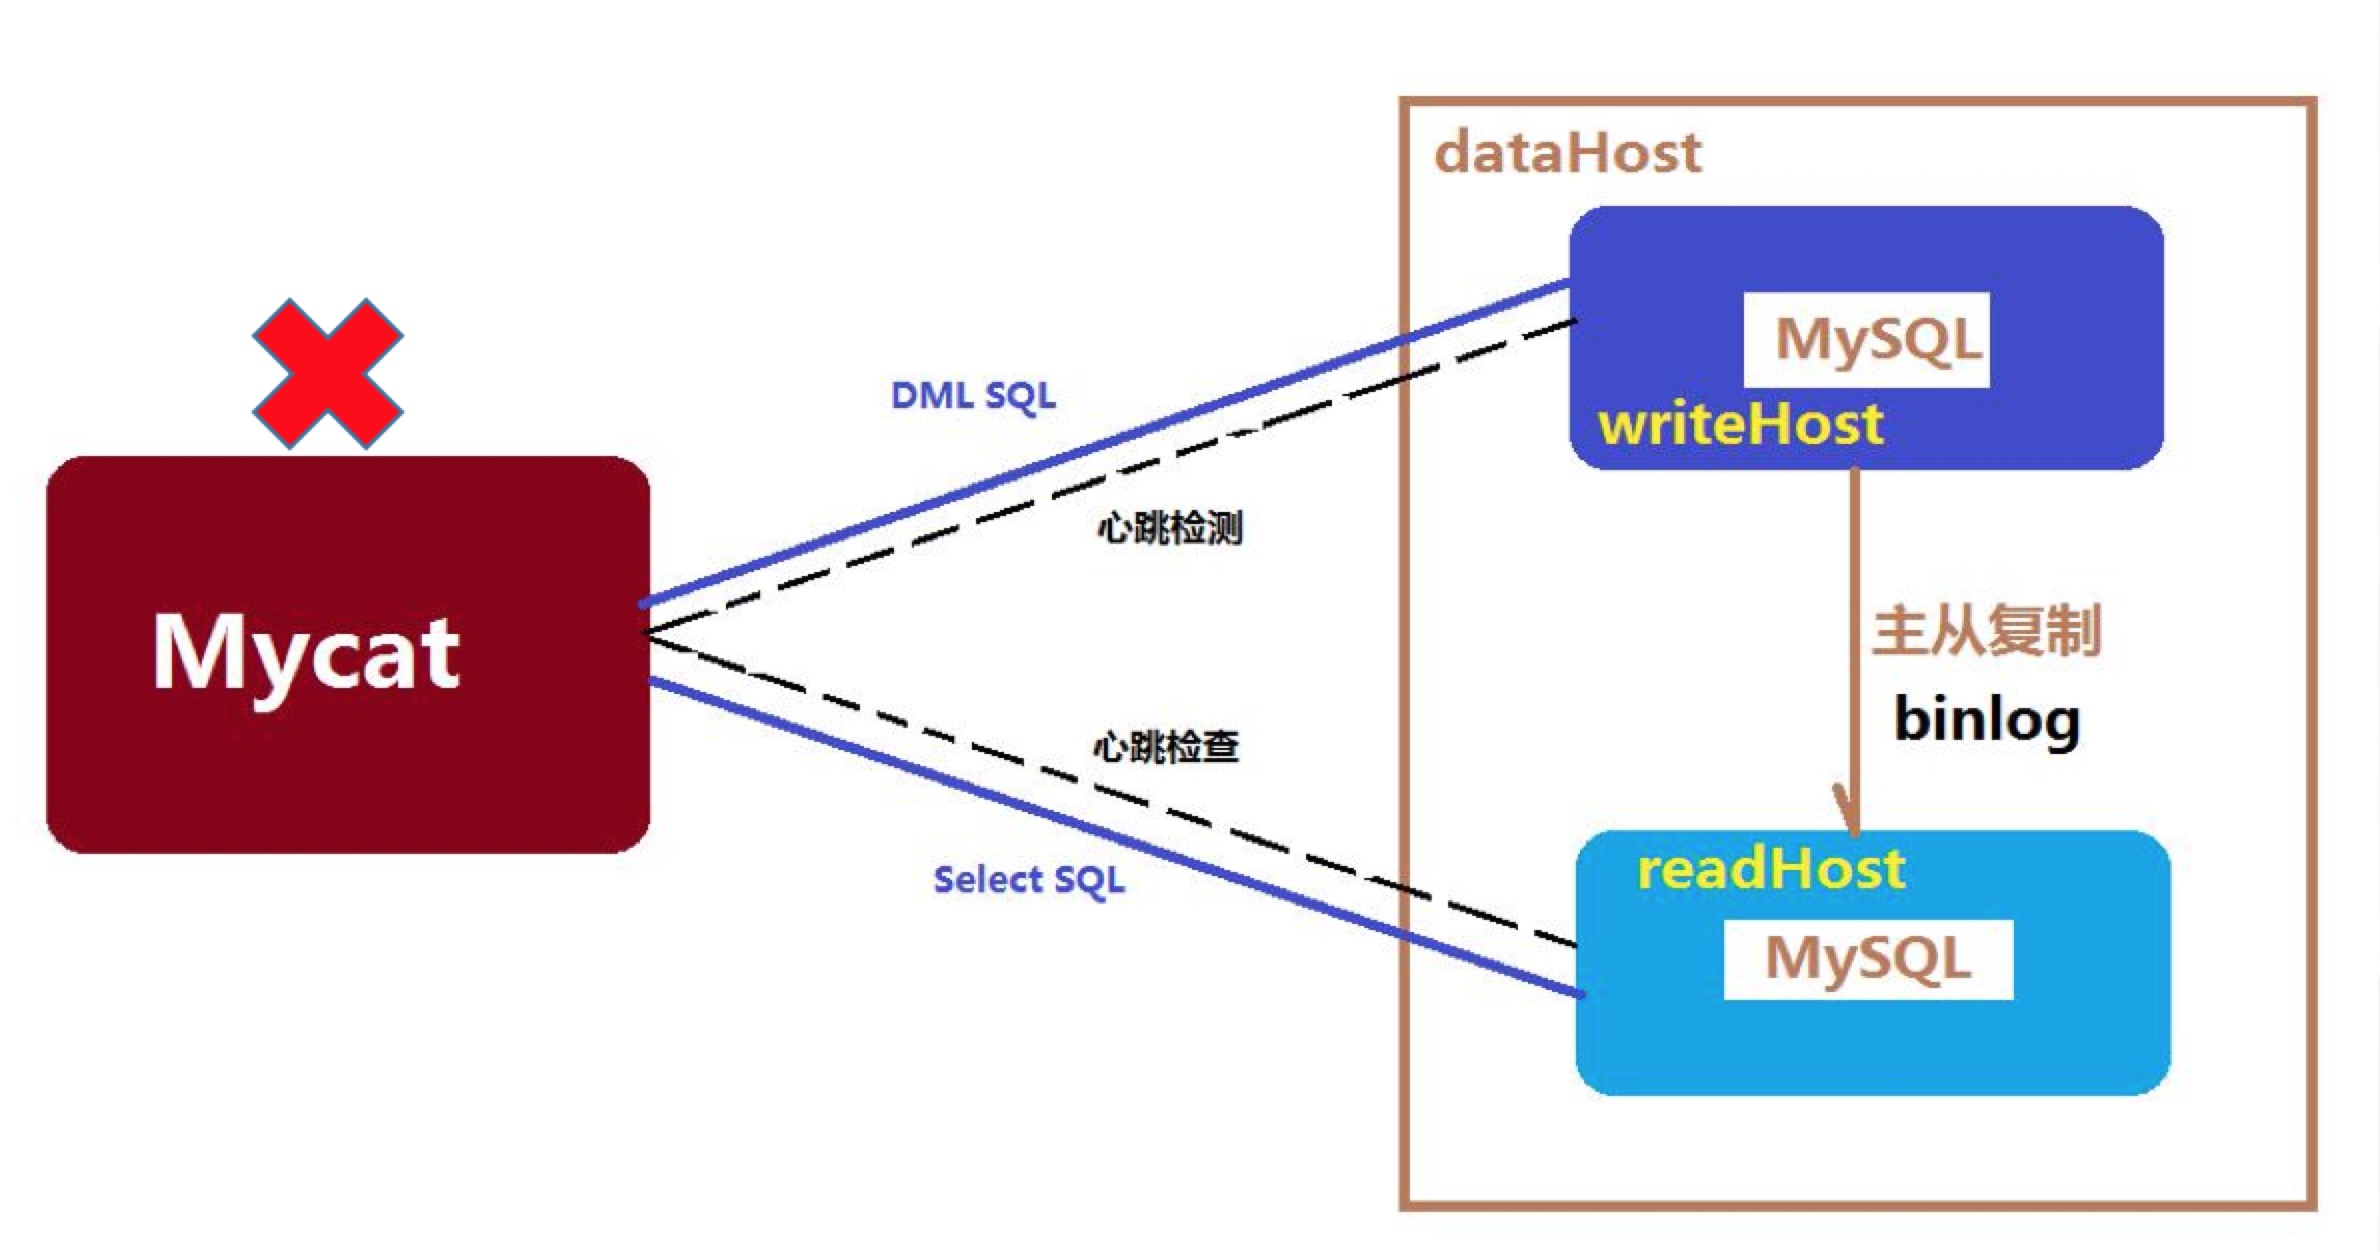 dataHost
MySQL
writeHost
DML SQL
心跳检测
Mycat
主从复制
binlog
心跳检查
Select SQL
readHost
MySQL